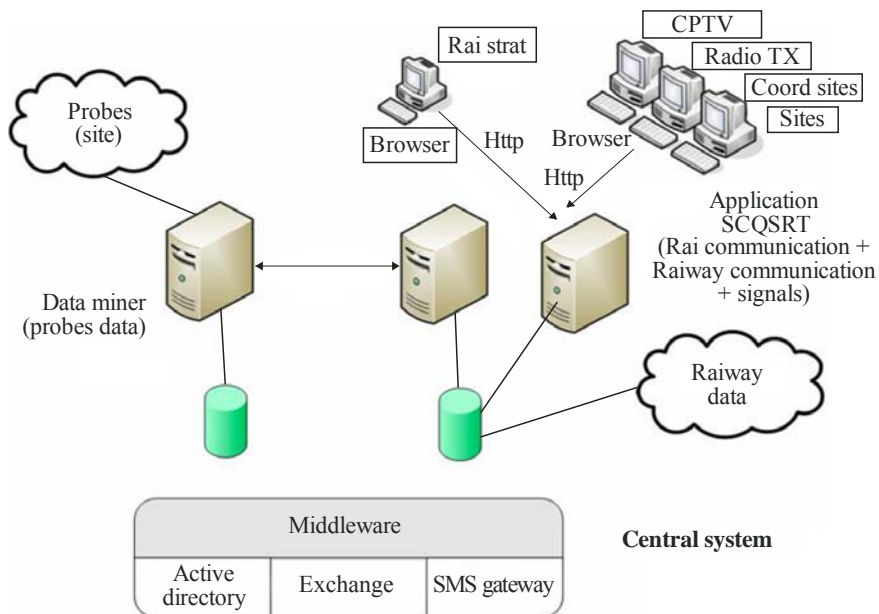 Rai strat
CPTV
Radio TX
Coord sites
Sites
Probes
(site)
Browser
Http
Browser
Http
Application
SCQSRT
(Rai communication +
Raiway communication
+ signals)
Data miner
(probes data)
Raiway
data
Middleware
Central system
Active
directory
Exchange
SMS gateway